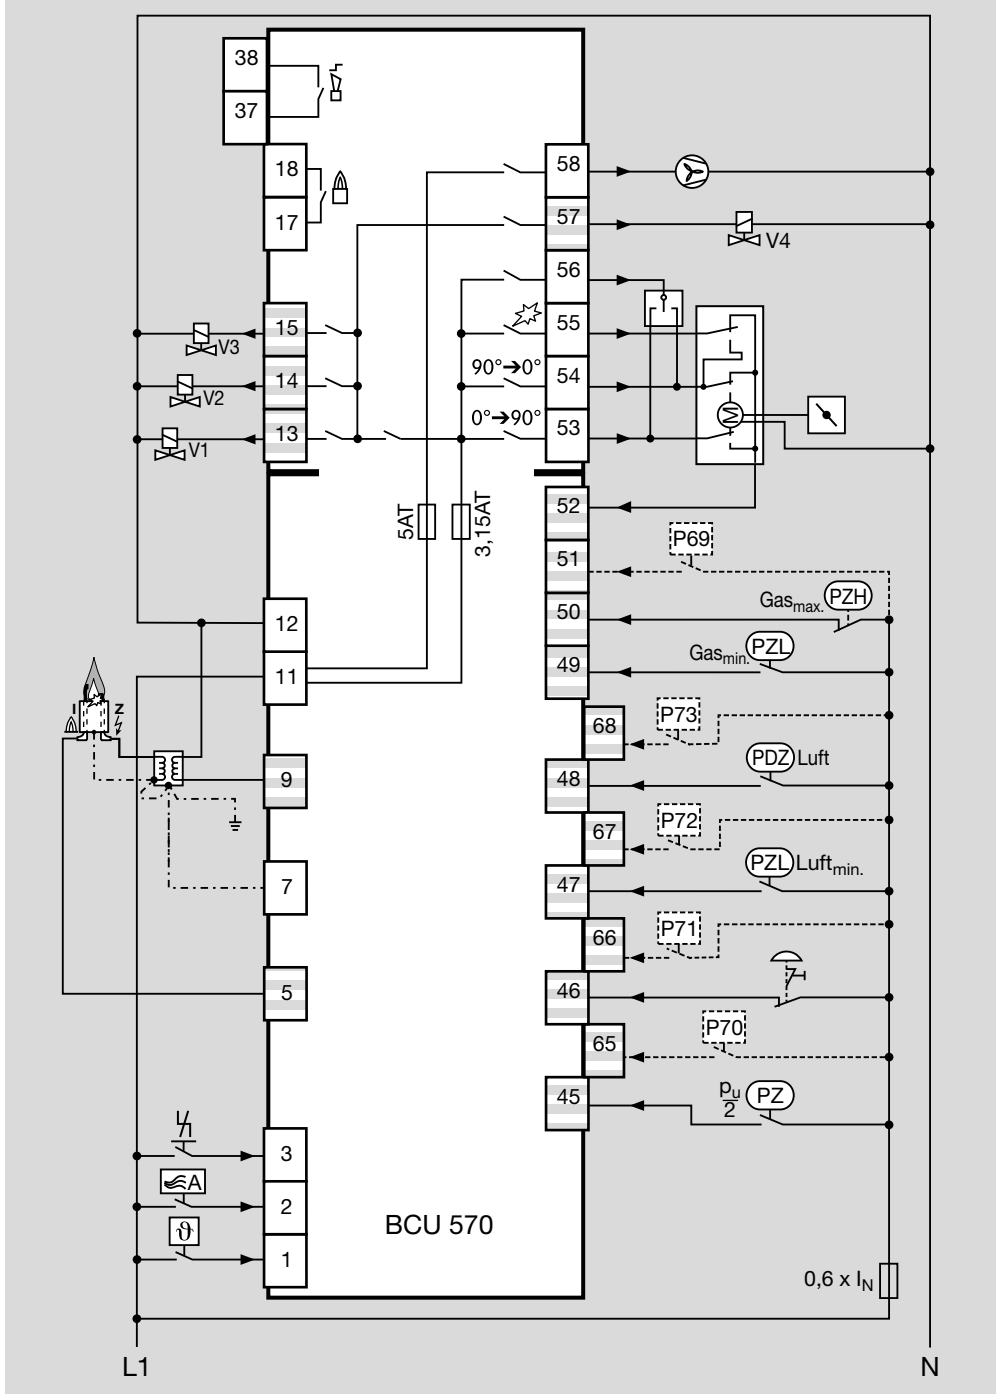 38
37
18
17
58
57
V4
56
15
V3
55
14
V2
90°→0°
54
13
V1
0°→90°
53
M
52
5AT
3,15AT
P69
51
Gasmax.
PZH
50
12
Gasmin.
PZL
49
11
I
Z
P73
68
PDZ
Luft
48
9
P72
67
PZL
Luftmin.
47
7
P71
66
46
5
P70
65
pu
2
PZ
45
3
A
2
ϑ
1
BCU 570
0,6 x IN
L1
N